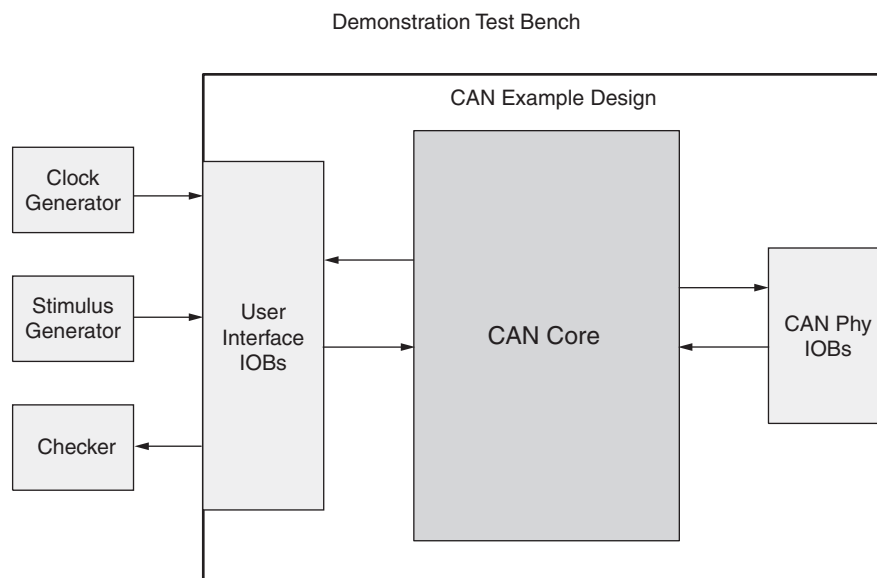 Demonstration Test Bench
CAN Example Design
Clock
Generator
Stimulus
Generator
Checker
User
Interface
IOBs
CAN Core
CAN Phy
IOBs